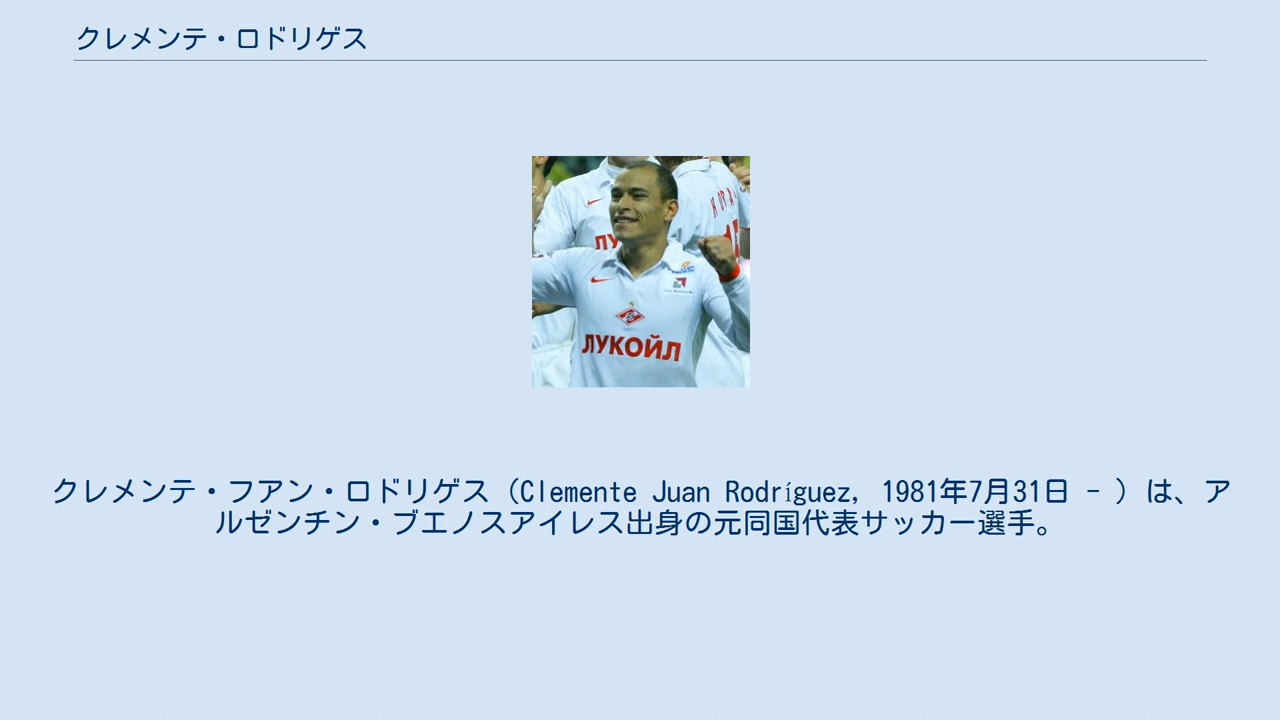 クレメンテ・ロドリゲス
ЛУ
ЛУКОЙЛ
クレメンテ・フアン・ロドリゲス（Clemente Juan Rodríguez, 1981年7月31日 - ）は、ア
ルゼンチン・ブエノスアイレス出身の元同国代表サッカー選手。